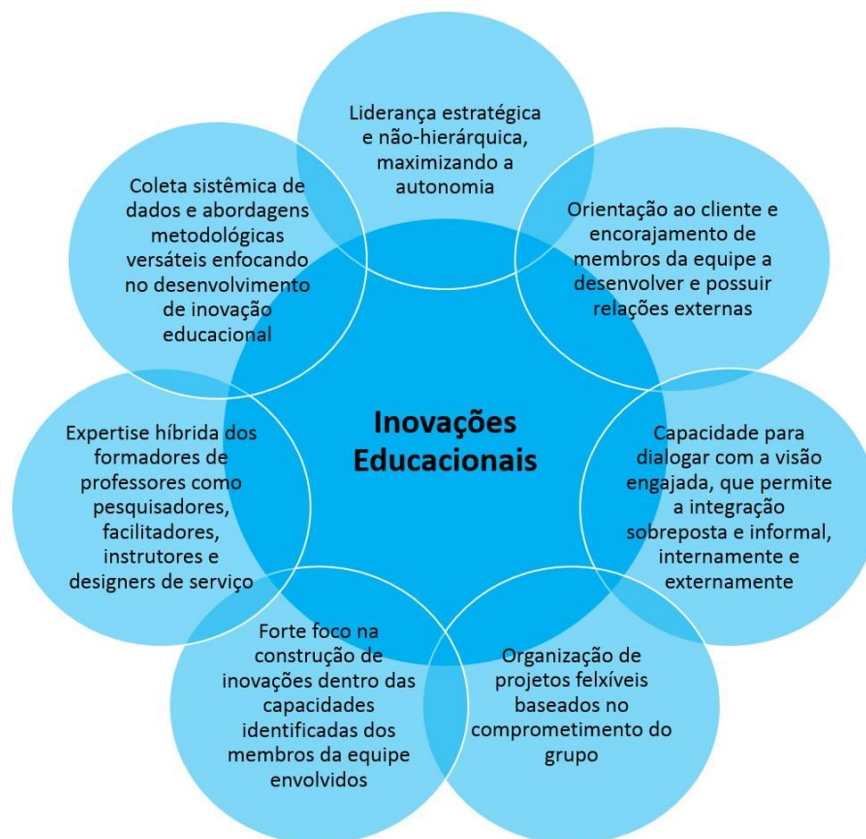 Liderança estratégica
e não-hierárquica,
maximizando a
autonomia
Orientação ao cliente e
encorajamento de
membros da equipe a
desenvolver e possuir
relações externas
Capacidade para
dialogar com a visão
engajada, que permite
a integração
sobreposta e informal,
internamente e
externamente
Organização de
projetos felxíveis
baseados no
comprometimento do
grupo
Forte foco na
construção de
inovações dentro das
capacidades
identificadas dos
membros da equipe
envolvidos
Expertise híbrida dos
formadores de
professores como
pesquisadores,
facilitadores,
instrutores e
designers de serviço
Coleta sistêmica de
dados e abordagens
metodológicas
versáteis enfocando
no desenvolvimento
de inovação
educacional
Inovações
Educacionais